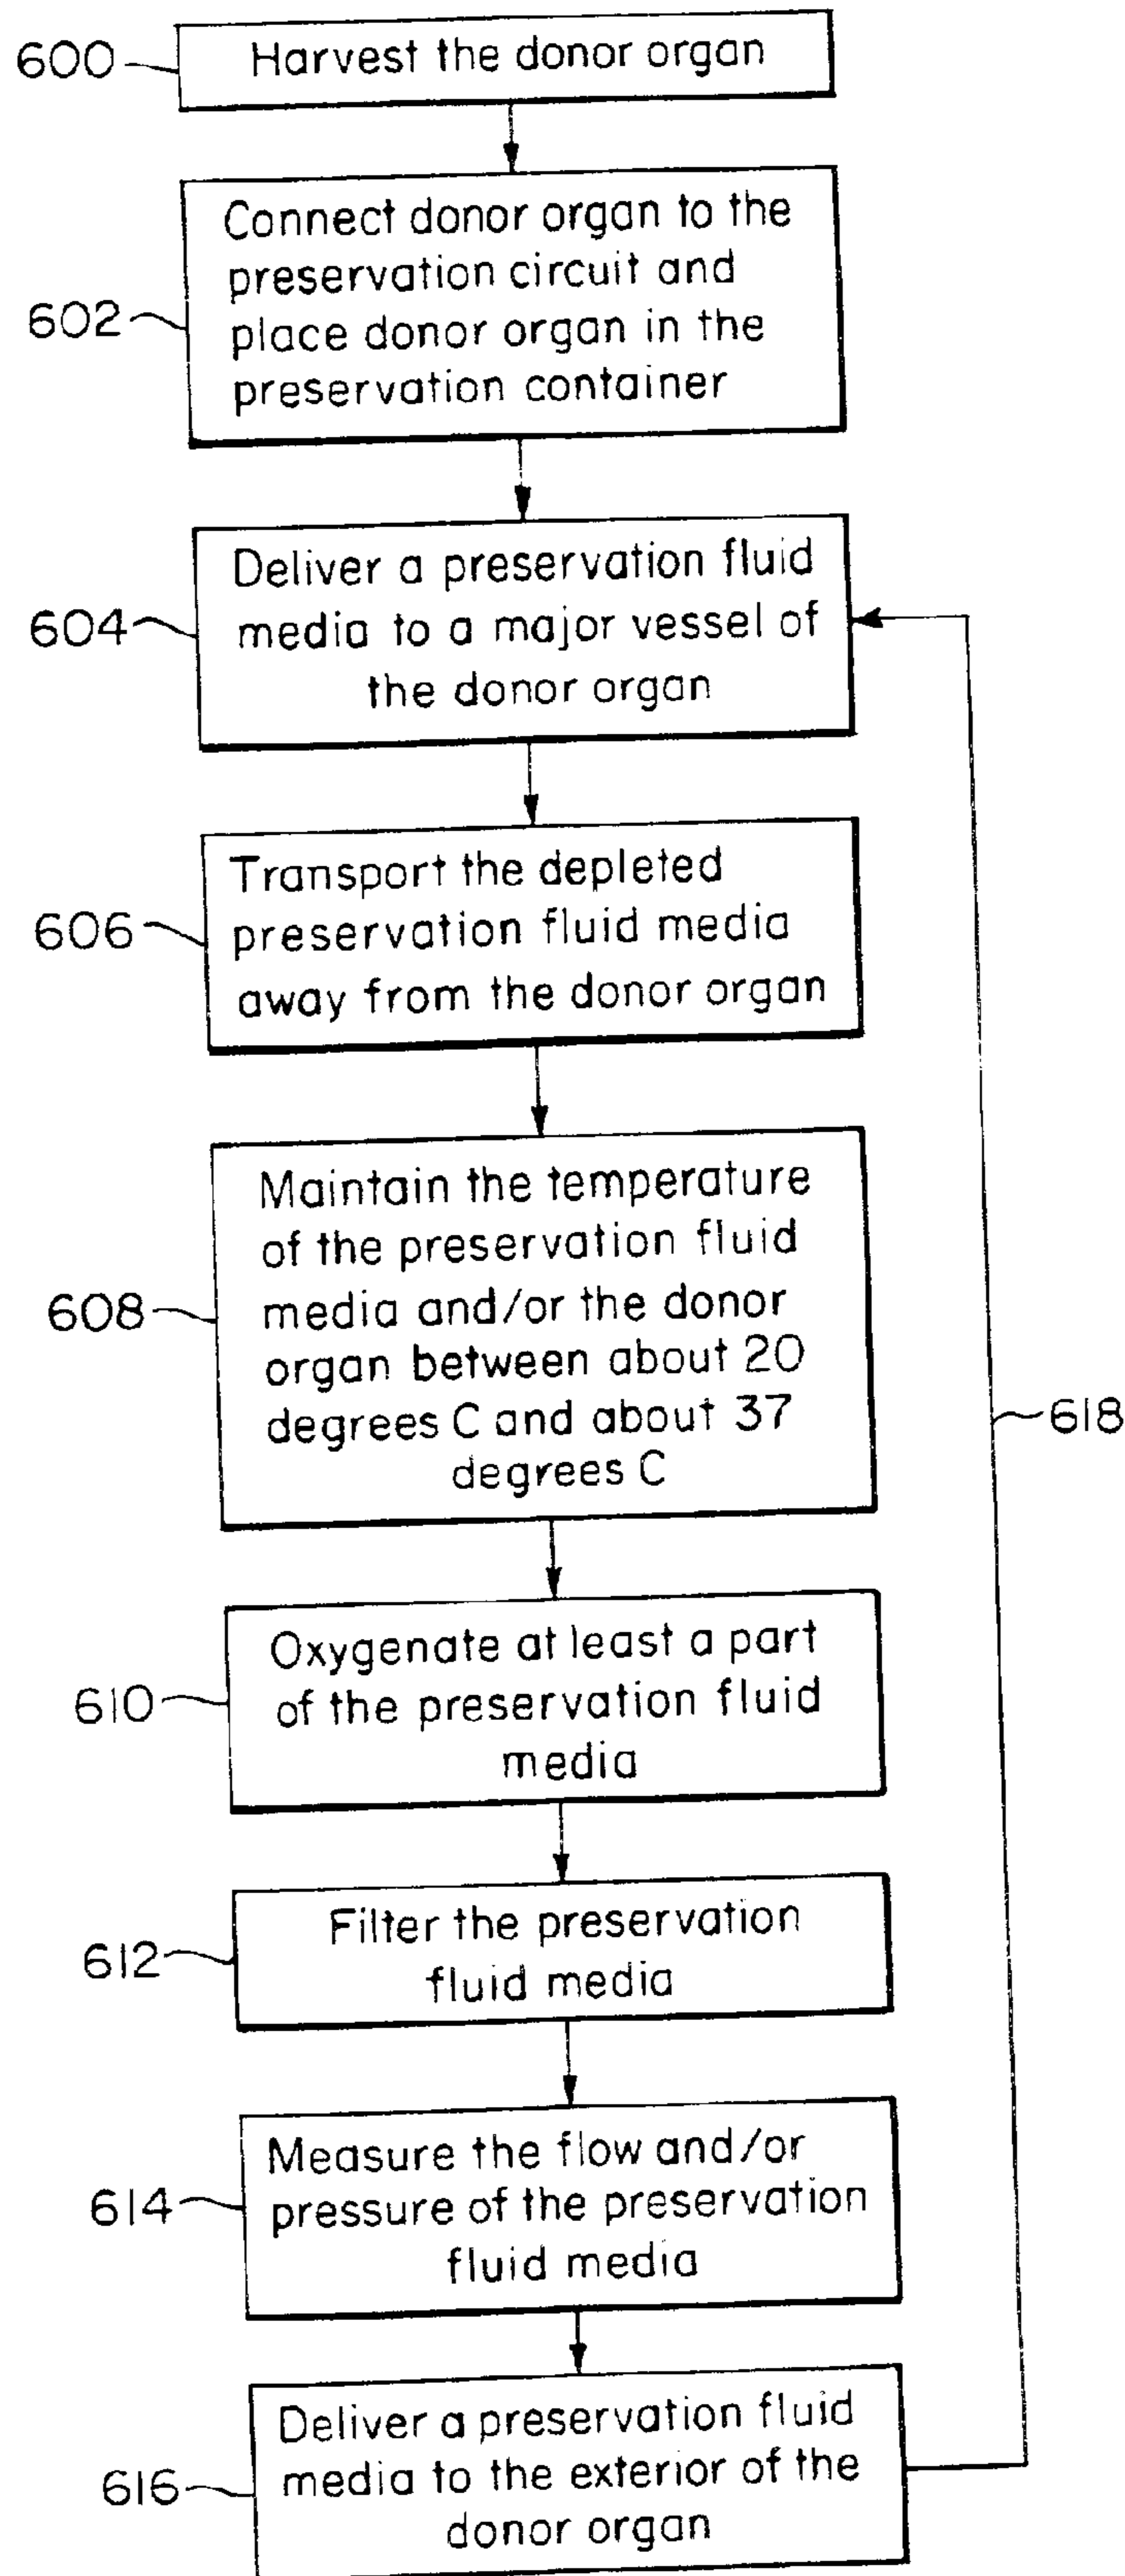 600
Harvest the donor organ
602
Connect donor organ to the
preservation circuit and
place donor organ in the
preservation container
604
Deliver a preservation fluid
media to a major vessel of
the donor organ
606
Transport the depleted
preservation fluid media
away from the donor organ
608
Maintain the temperature
of the preservation fluid
media and/or the donor
organ between about 20
degrees C and about 37
degrees C
618
610
Oxygenate at least a part
of the preservation fluid
media
612
Filter the preservation
fluid media
614
Measure the flow and/or
pressure of the preservation
fluid media
616
Deliver a preservation fluid
media to the exterior of the
donor organ